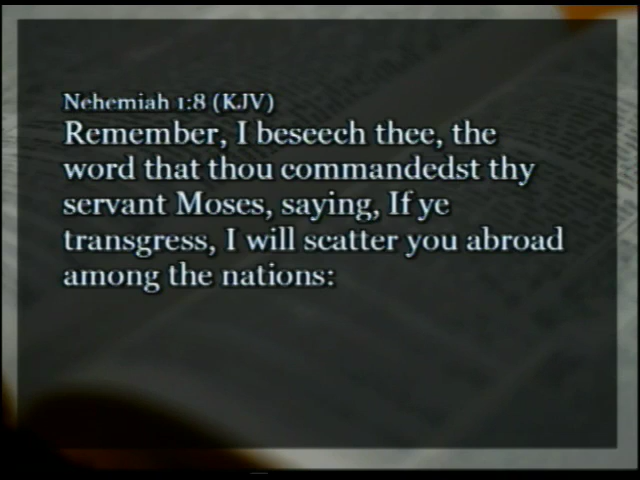 Nehemiah 1:8 (KJV)
Remember, I beseech thee, the
word that thou commandedst thy
servant Moses, saying, If ye
transgress, I will scatter you abroad
among the nations: